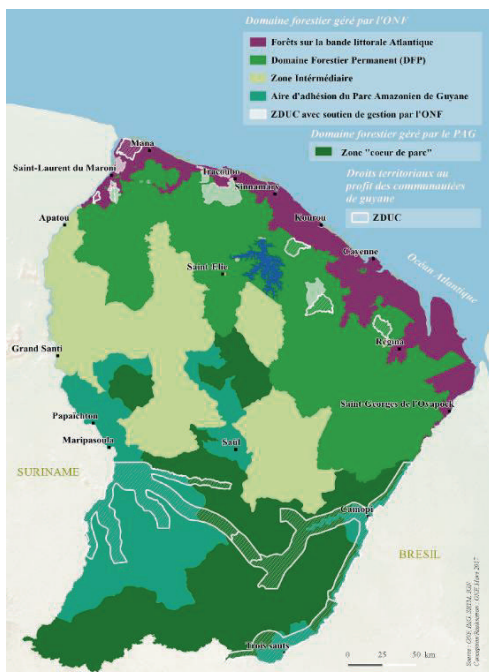 Domaine forestier géré par l'ONF
Forêts sur la bande littorale Atlantique
Domaine Forestier Permanent (DFP)
Zone Intérmédiaire
Aire d'adhésion du Parc Amazonien de Guyane
ZDUC avec soutien de gestion par l'ONF
Domaine forestier géré par le PAG
Zone "coeur de parc"
Droits territoriaux au
profit des communautées
de guyane
ZDUC
Mana
Saint-Laurent du Maroni
Iracoubo
Sinnamary
Apatou
Kourou
Cayenne
Océan Atlantique
Saint Elie
Régina
Grand Santi
Saint-Georges de l'Oyapock
Papaïchton
Maripasoula
Saül
SURINAME
Camopi
BRESIL
Trois sauts
0 25 50 km